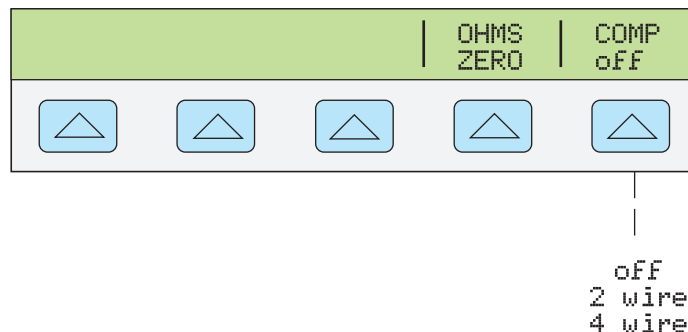 OHMS COMP
ZERO off
off
2 wire
4 wire